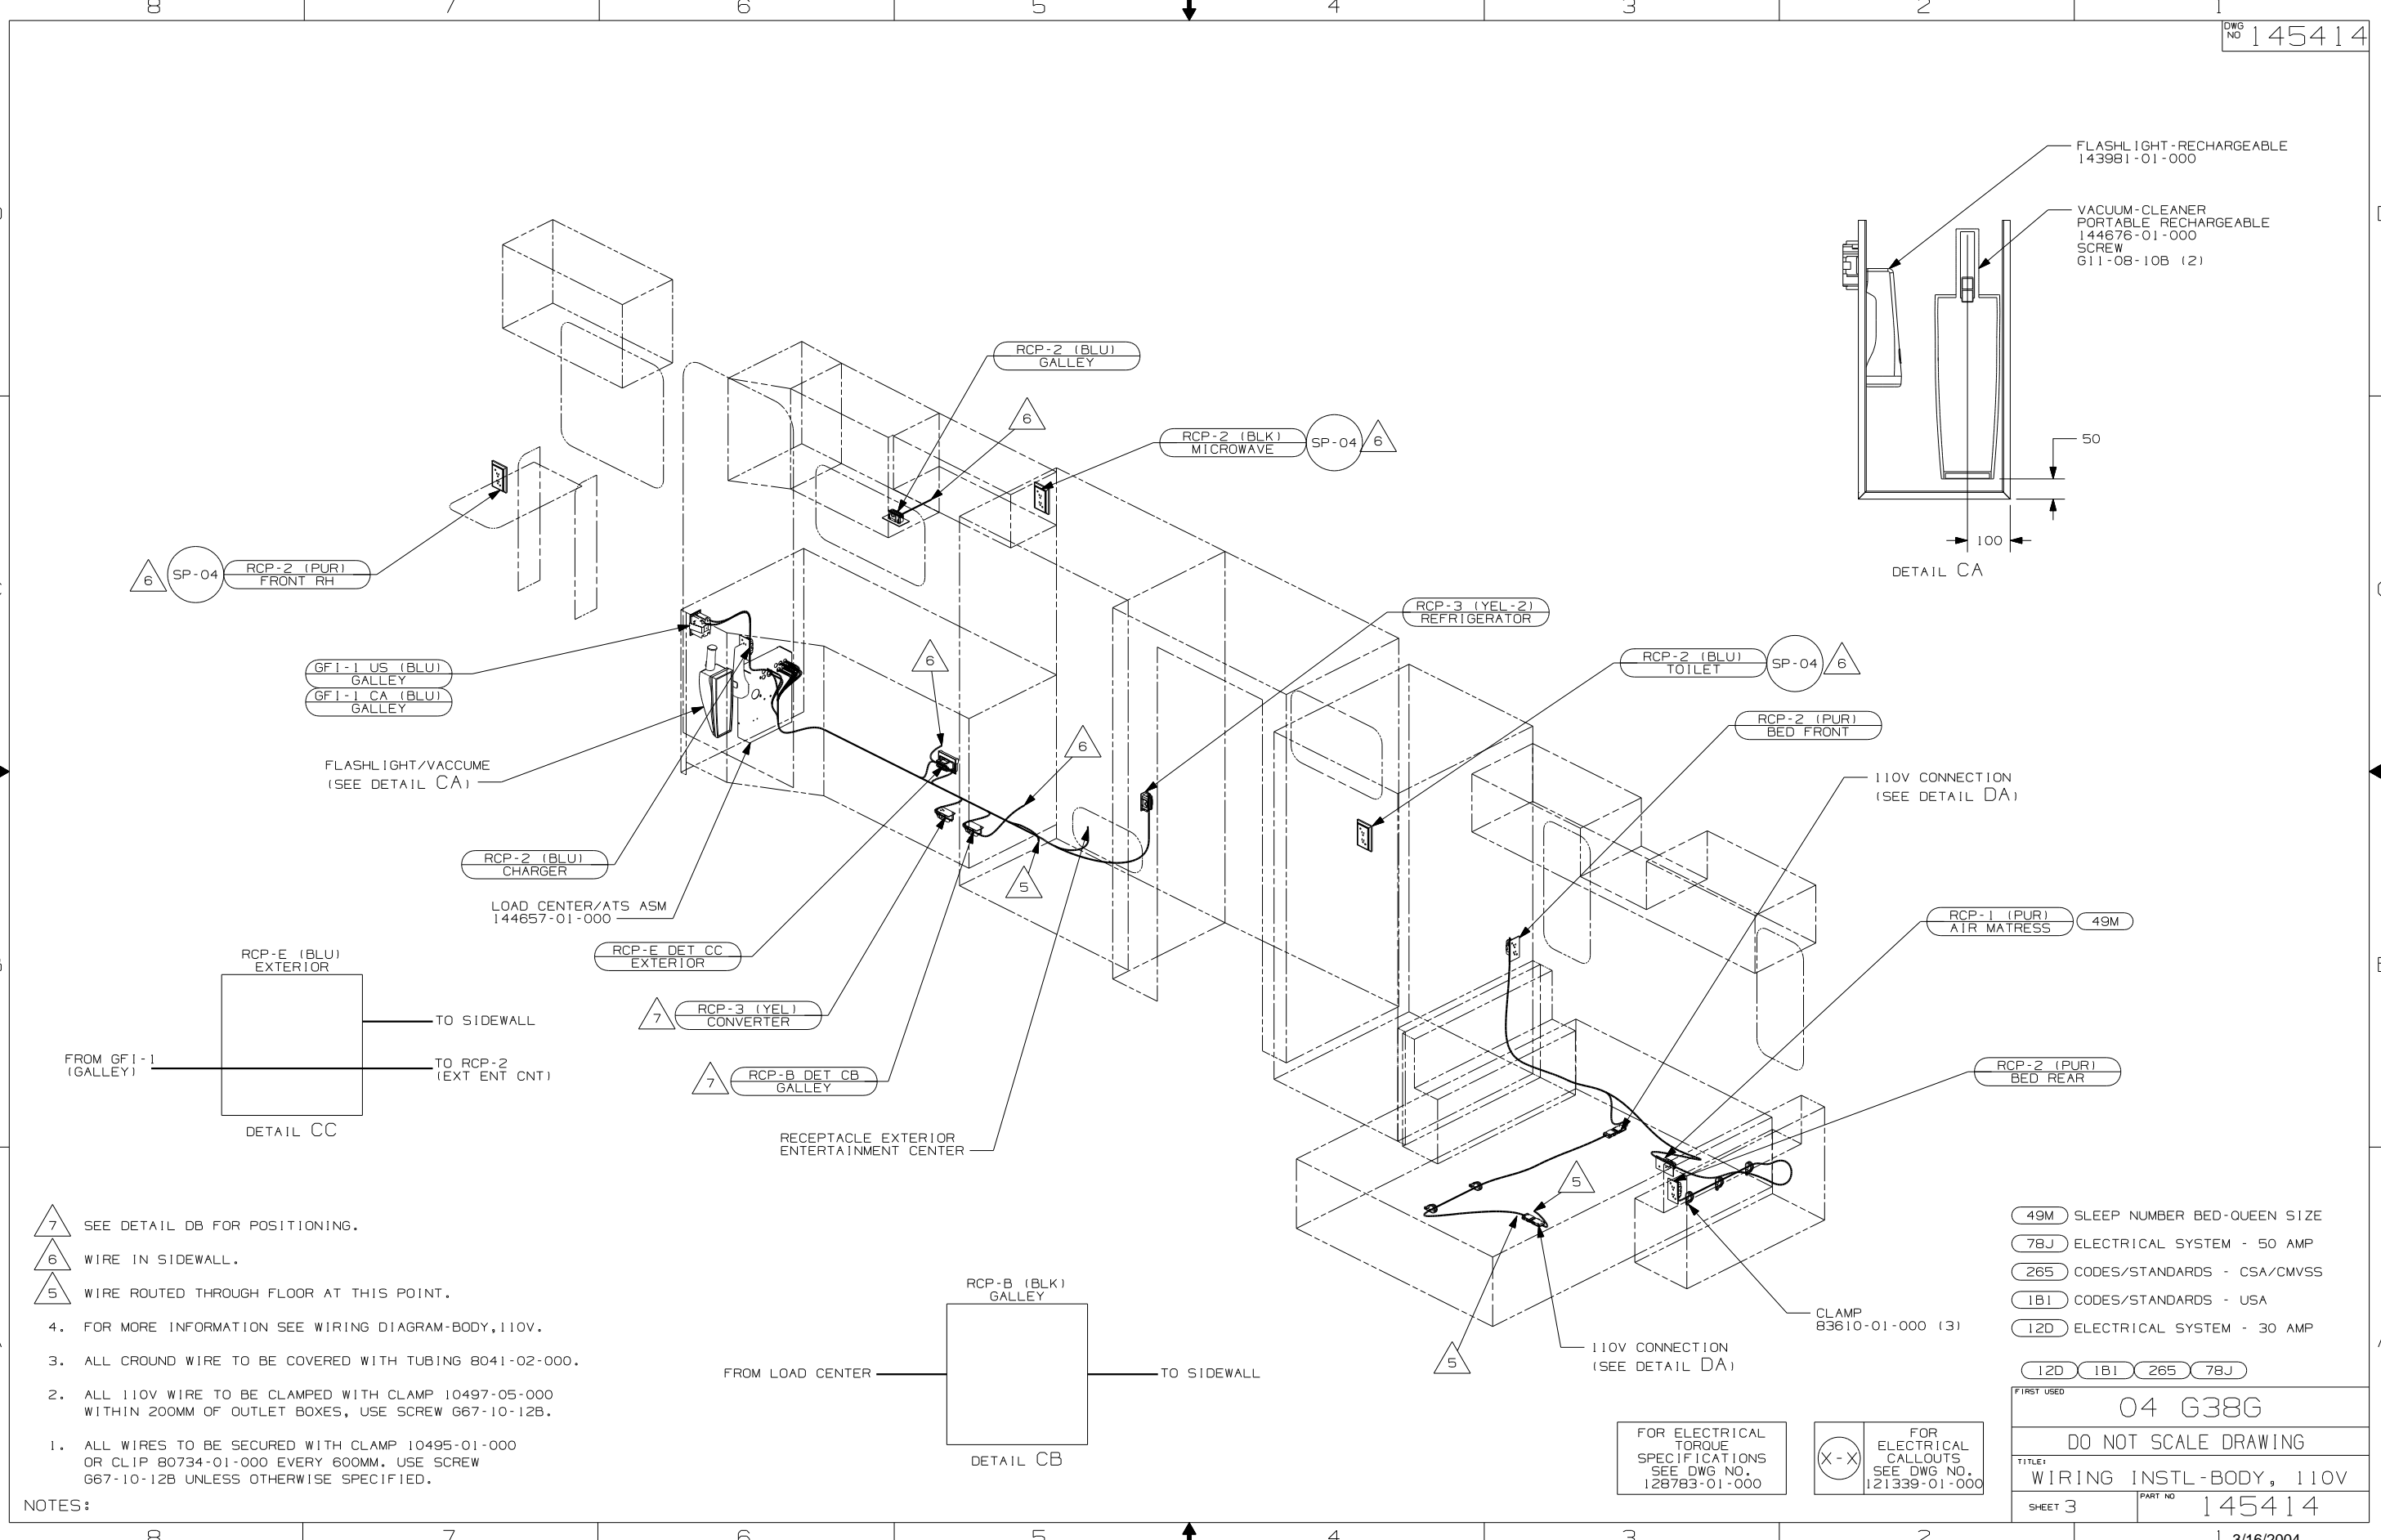 8 7 6 5 4 3 2 1
DWG NO 145414
D
D
FLASHLIGHT-RECHARGEABLE
143981-01-000
VACUUM-CLEANER
PORTABLE RECHARGEABLE
144676-01-000
SCREW
G11-08-10B (2)
50
100
DETAIL CA
RCP-2 (BLU)
GALLEY
6
RCP-2 (BLK)
MICROWAVE
SP-04
6
6
SP-04
RCP-2 (PUR)
FRONT RH
C
C
RCP-3 (YEL-2)
REFRIGERATOR
GFI-1 US (BLU)
GALLEY
GFI-1 CA (BLU)
GALLEY
6
RCP-2 (BLU)
TOILET
SP-04
6
RCP-2 (PUR)
BED FRONT
6
FLASHLIGHT/VACCUME
(SEE DETAIL CA)
110V CONNECTION
(SEE DETAIL DA)
RCP-2 (BLU)
CHARGER
5
LOAD CENTER/ATS ASM
144657-01-000
RCP-1 (PUR)
AIR MATRESS
49M
RCP-E DET CC
EXTERIOR
B
B
RCP-E (BLU)
EXTERIOR
TO SIDEWALL
FROM GFI-1
(GALLEY)
TO RCP-2
(EXT ENT CNT)
DETAIL CC
7
RCP-3 (YEL)
CONVERTER
7
RCP-B DET CB
GALLEY
RCP-2 (PUR)
BED REAR
RECEPTACLE EXTERIOR
ENTERTAINMENT CENTER
5
7 SEE DETAIL DB FOR POSITIONING.
6 WIRE IN SIDEWALL.
5 WIRE ROUTED THROUGH FLOOR AT THIS POINT.
4. FOR MORE INFORMATION SEE WIRING DIAGRAM-BODY,110V.
3. ALL CROUND WIRE TO BE COVERED WITH TUBING 8041-02-000.
2. ALL 110V WIRE TO BE CLAMPED WITH CLAMP 10497-05-000
WITHIN 200MM OF OUTLET BOXES, USE SCREW G67-10-12B.
1. ALL WIRES TO BE SECURED WITH CLAMP 10495-01-000
OR CLIP 80734-01-000 EVERY 600MM. USE SCREW
G67-10-12B UNLESS OTHERWISE SPECIFIED.
NOTES:
RCP-B (BLK)
GALLEY
FROM LOAD CENTER
TO SIDEWALL
DETAIL CB
5
110V CONNECTION
(SEE DETAIL DA)
CLAMP
83610-01-000 (3)
49M SLEEP NUMBER BED-QUEEN SIZE
78J ELECTRICAL SYSTEM - 50 AMP
265 CODES/STANDARDS - CSA/CMVSS
1B1 CODES/STANDARDS - USA
12D ELECTRICAL SYSTEM - 30 AMP
12D 1B1 265 78J
FIRST USED
04 G38G
DO NOT SCALE DRAWING
TITLE:
WIRING INSTL-BODY, 110V
SHEET 3
PART NO 145414
FOR ELECTRICAL
TORQUE
SPECIFICATIONS
SEE DWG NO.
128783-01-000
X-X
FOR
ELECTRICAL
CALLOUTS
SEE DWG NO.
121339-01-000
8 7 6 5 4 3 2 1
3/16/2004